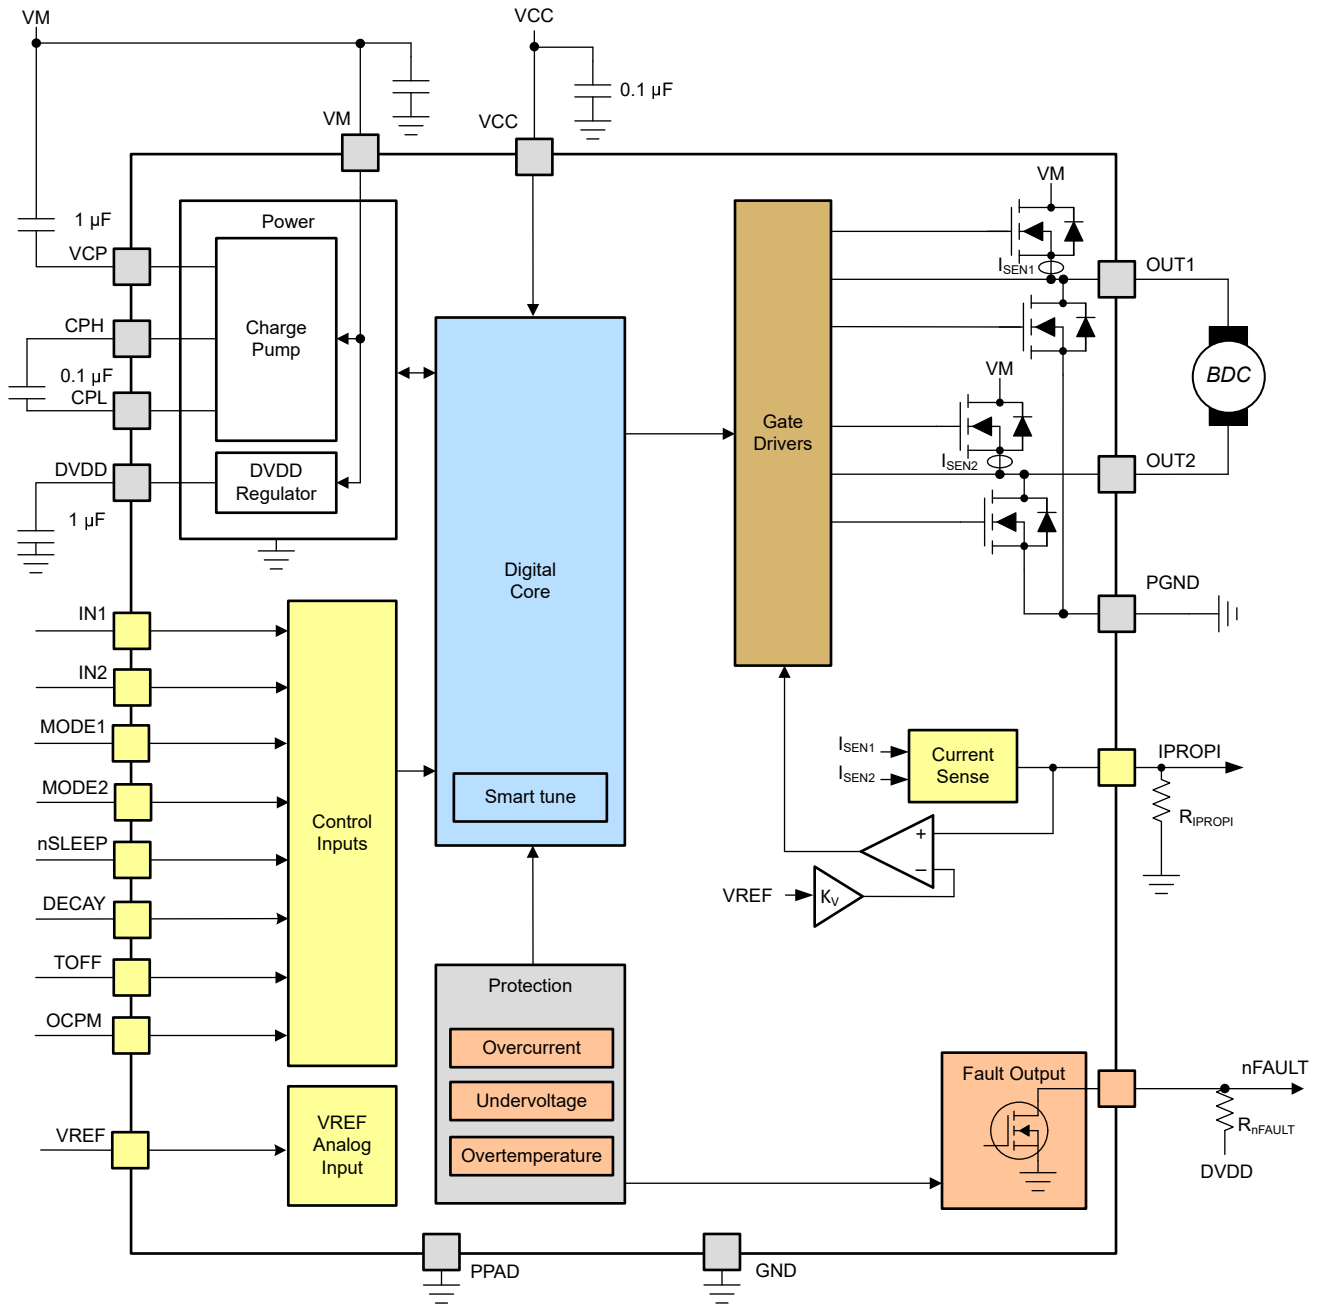 VM
VCC
0.1 µF
VM
VCC
1 µF
Power
VCP
CPH
Charge
Pump
0.1 µF
CPL
DVDD
DVDD
Regulator
1 µF
IN1
IN2
MODE1
MODE2
nSLEEP
DECAY
TOFF
OCPM
VREF
Control
Inputs
VREF
Analog
Input
Digital
Core
Smart tune
Protection
Overcurrent
Undervoltage
Overtemperature
Gate
Drivers
VM
ISEN1
OUT1
BDC
VM
ISEN2
OUT2
PGND
ISEN1
ISEN2
Current
Sense
IPROPI
RIPROPI
+
−
VREF
KV
Fault Output
nFAULT
RnFAULT
DVDD
PPAD
GND